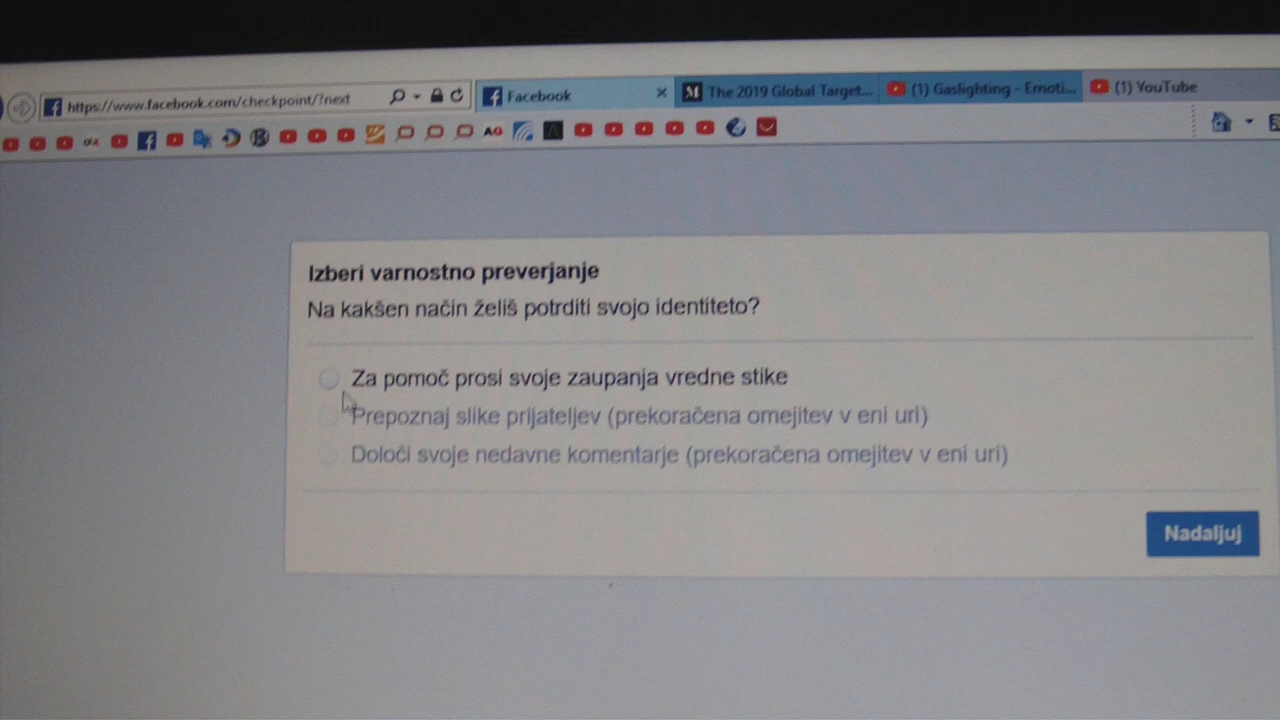 https://www.facebook.com/checkpoint/?next
Facebook
The 2019 Global Target...
(1) Gaslighting - Emoti...
(1) YouTube
Izberi varnostno preverjanje
Na kakšen način želiš potrditi svojo identiteto?
Za pomoč prosi svoje zaupanja vredne stike
Prepoznaj slike prijateljev (prekoračena omejitev v eni uri)
Določi svoje nedavne komentarje (prekoračena omejitev v eni uri)
Nadaljuj